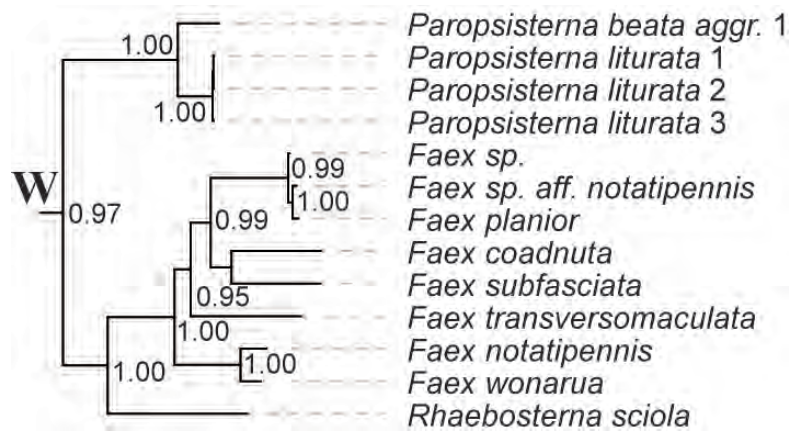 Paropsisterna beata aggr. 1
1.00
Paropsisterna liturata 1
Paropsisterna liturata 2
1.00
Paropsisterna liturata 3
Faex sp.
0.99
W
Faex sp. aff. notatipennis
1.00
0.97
0.99
Faex planior
Faex coadnuta
Faex subfasciata
0.95
Faex transversomaculata
1.00
Faex notatipennis
1.00
1.00
Faex wonarua
Rhaebosterna sciola